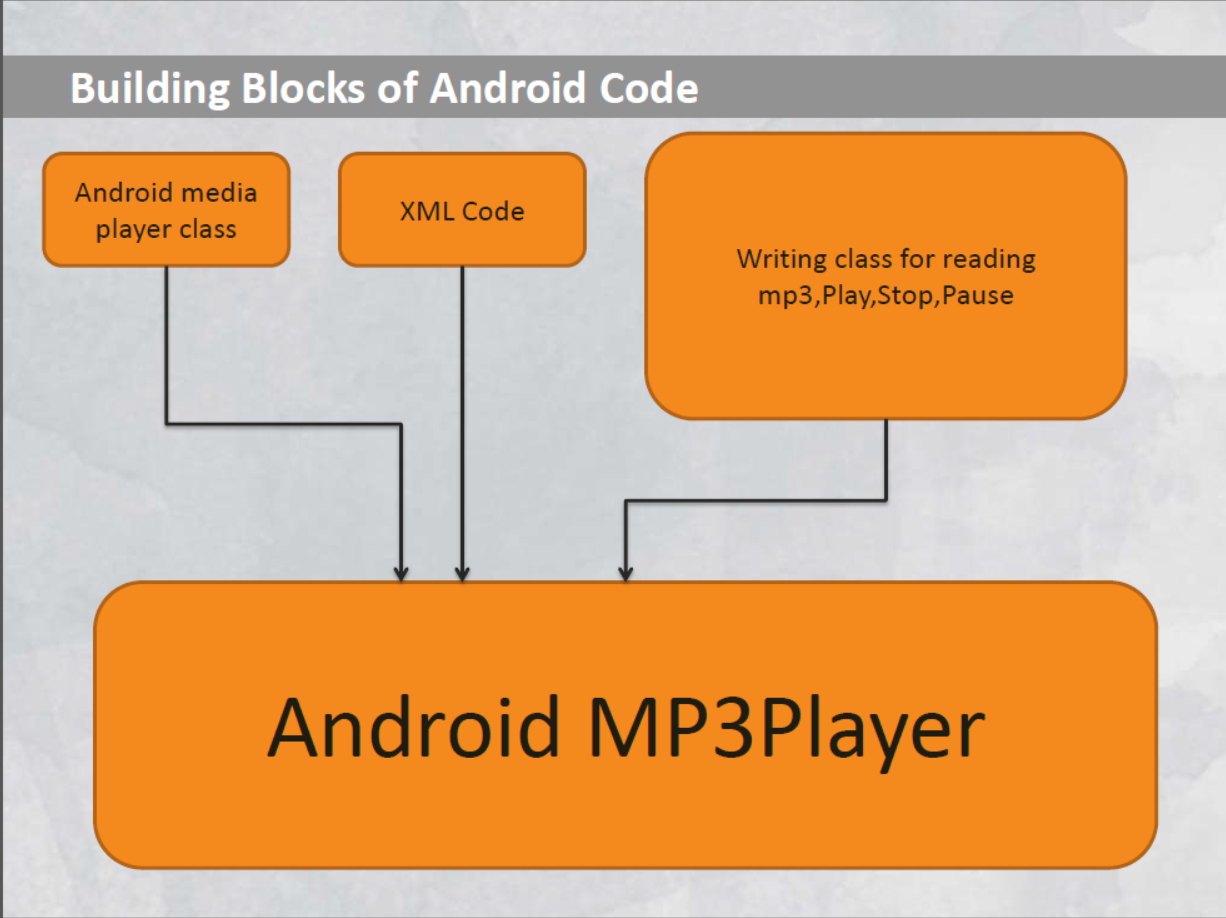 Building Blocks of Android Code
Android media
player class
XML Code
Writing class for reading
mp3,Play,Stop,Pause
Android MP3Player